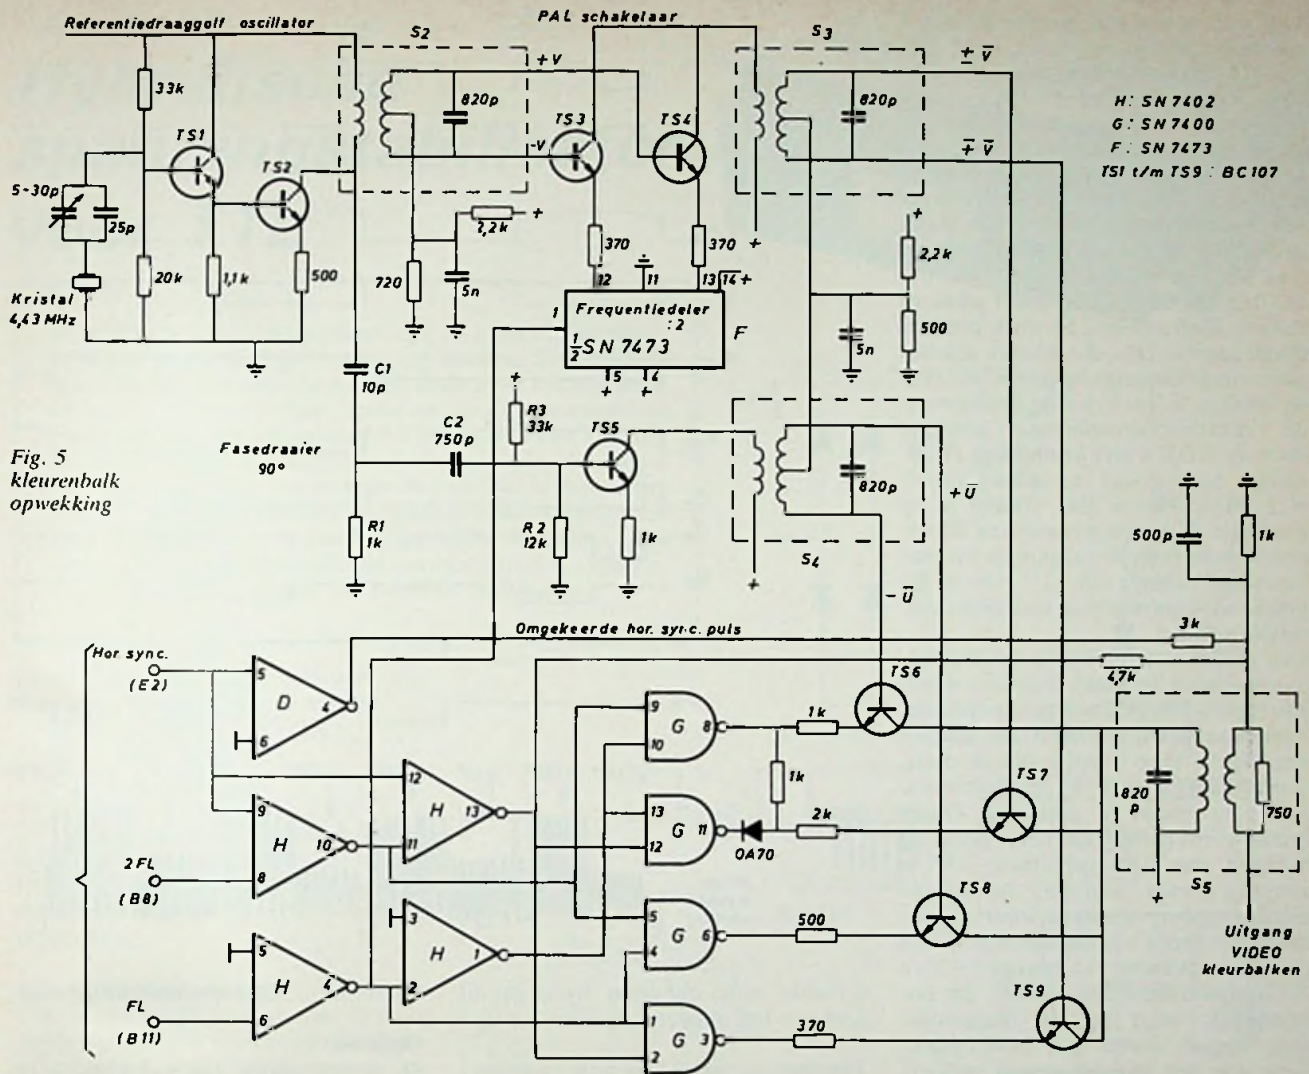 Referentiedraaggolf oscillator
PAL schakelaar
S2
S3
+V
± V̄
33k
820p
820p
H: SN 7402
G: SN 7400
F: SN 7473
TS1 t/m TS9: BC107
TS1
TS3
TS4
-V
∓ V̄
TS2
5-30p
25p
2,2k
+
+
20k
1,1k
500
720
5n
370
370
2,2k
Kristal
4,43 MHz
12
11
13
14
+
+
1
Frequentiedeler
:2
½ SN 7473
F
5n
500
5
4
+
+
C1
10p
+
R3
33k
C2
750p
TS5
Fasedraaier
90°
820p
+Ū
Fig. 5
kleurenbalk
opwekking
R1
1k
R2
12k
1k
S4
+
-Ū
500p
1k
Omgekeerde hor. sync. puls
3k
4,7k
Hor sync.
(E2)
5
D
4
6
TS6
9
G
8
10
1k
S5
12
H
13
11
1k
TS7
820
p
750
9
H
10
8
13
G
11
12
OA70
2k
2FL
(B8)
TS8
+
3
H
1
2
5
G
6
4
500
Uitgang
VIDEO
kleurbalken
5
H
4
6
TS9
FL
(B11)
1
G
3
2
370